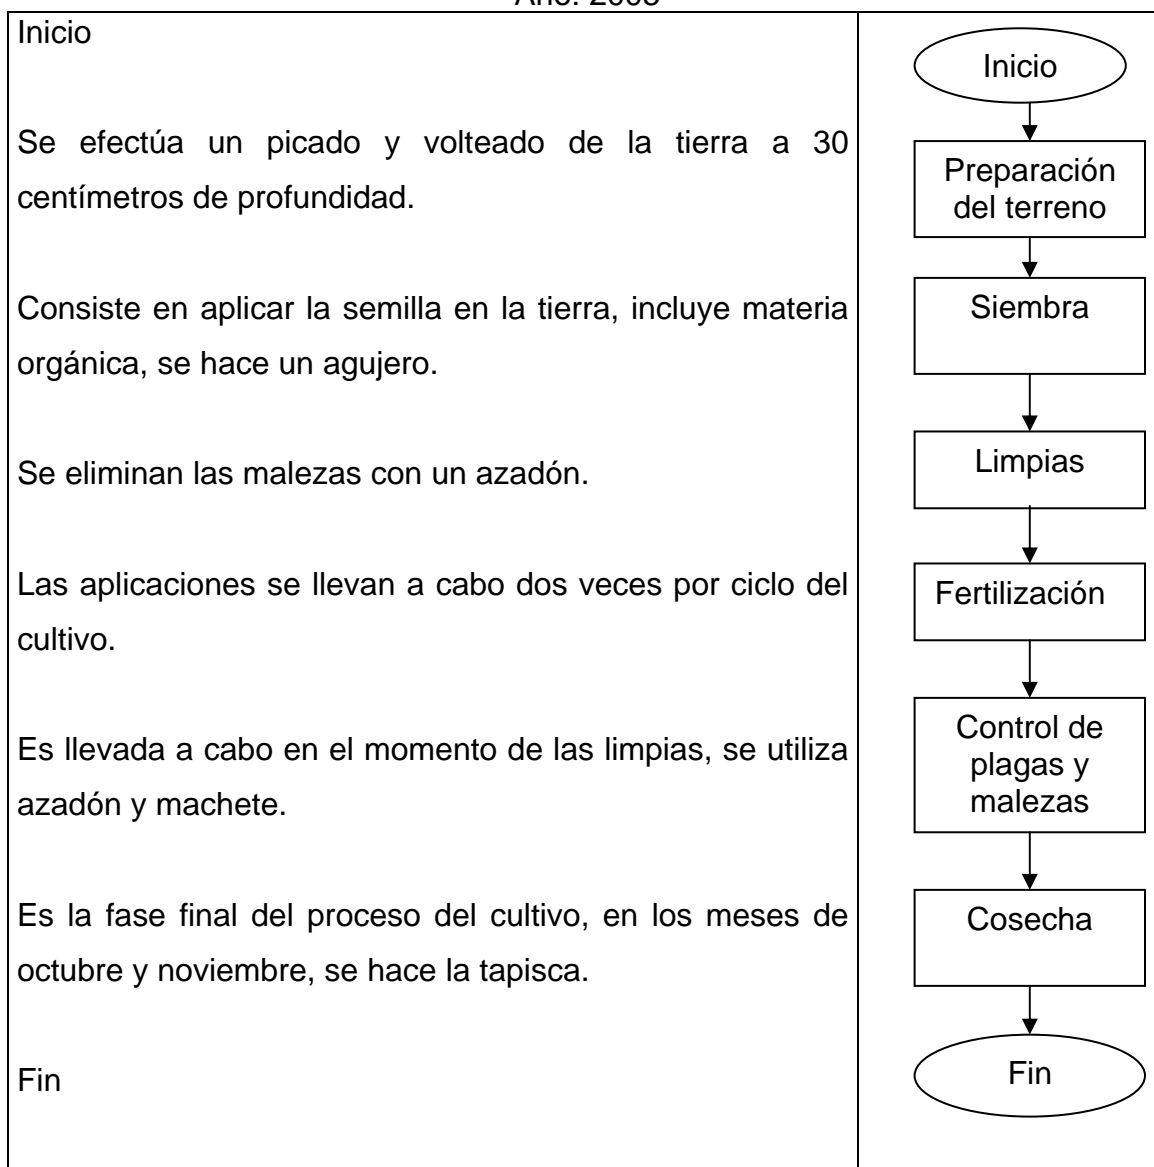 Inicio
Se efectúa un picado y volteado de la tierra a 30
centímetros de profundidad.
Consiste en aplicar la semilla en la tierra, incluye materia
orgánica, se hace un agujero.
Se eliminan las malezas con un azadón.
Las aplicaciones se llevan a cabo dos veces por ciclo del
cultivo.
Es llevada a cabo en el momento de las limpias, se utiliza
azadón y machete.
Es la fase final del proceso del cultivo, en los meses de
octubre y noviembre, se hace la tapisca.
Fin
Inicio
Preparación
del terreno
Siembra
Limpias
Fertilización
Control de
plagas y
malezas
Cosecha
Fin